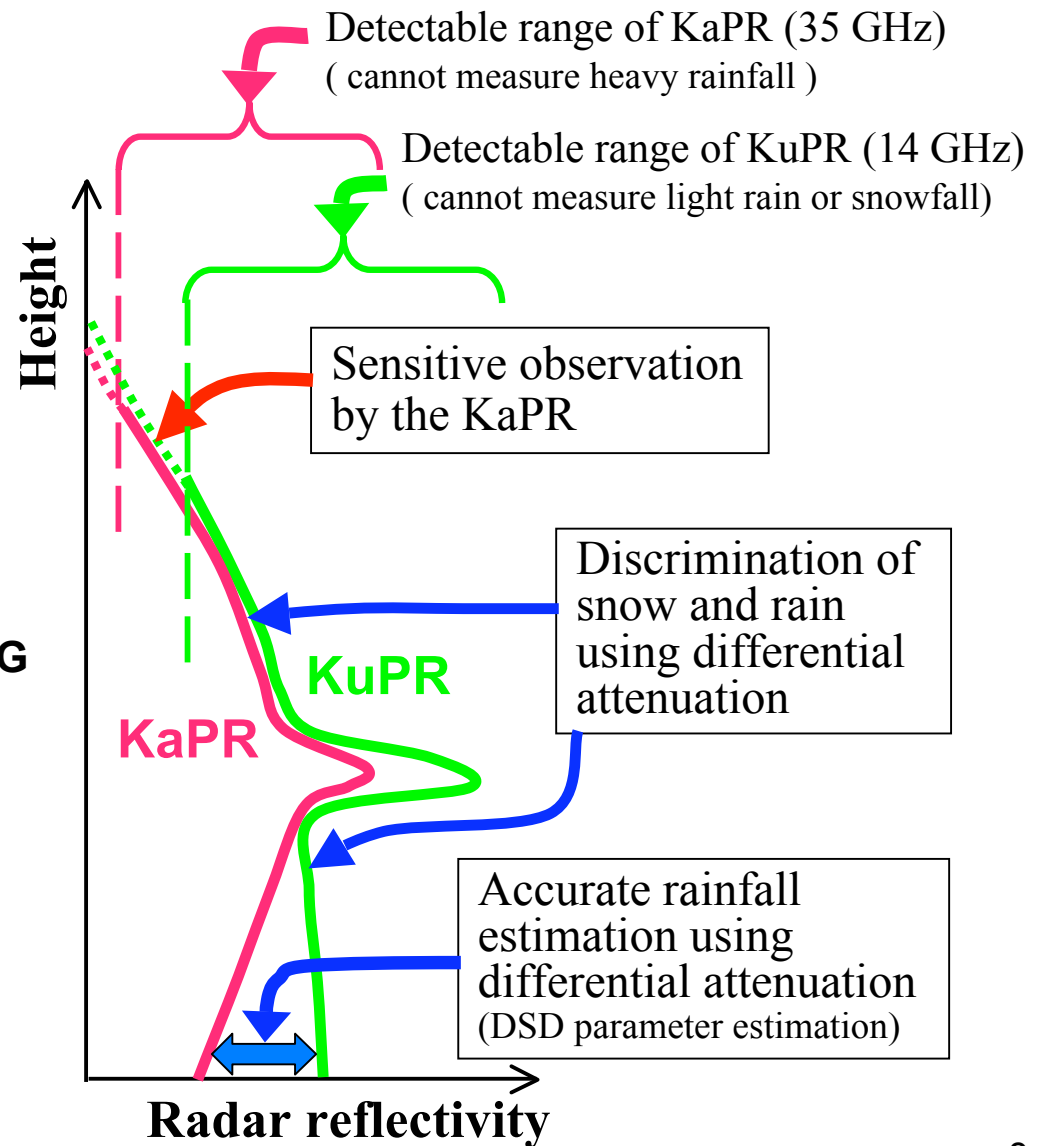 Detectable range of KaPR (35 GHz)
( cannot measure heavy rainfall )
Detectable range of KuPR (14 GHz)
( cannot measure light rain or snowfall)
Height
Sensitive observation
by the KaPR
Discrimination of
snow and rain
using differential
attenuation
G
KuPR
KaPR
Accurate rainfall
estimation using
differential attenuation
(DSD parameter estimation)
Radar reflectivity